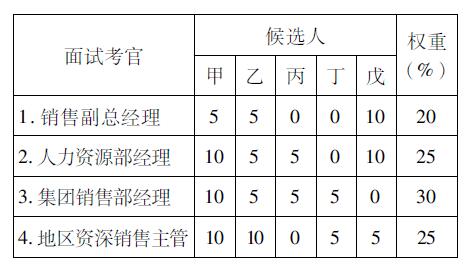 面试考官 候选人 权重(%)
甲 乙 丙 丁 戊
1.销售副总经理 5 5 0 0 10 20
2.人力资源部经理 10 5 5 0 10 25
3.集团销售部经理 10 5 5 5 0 30
4.地区资深销售主管 10 10 0 5 5 25